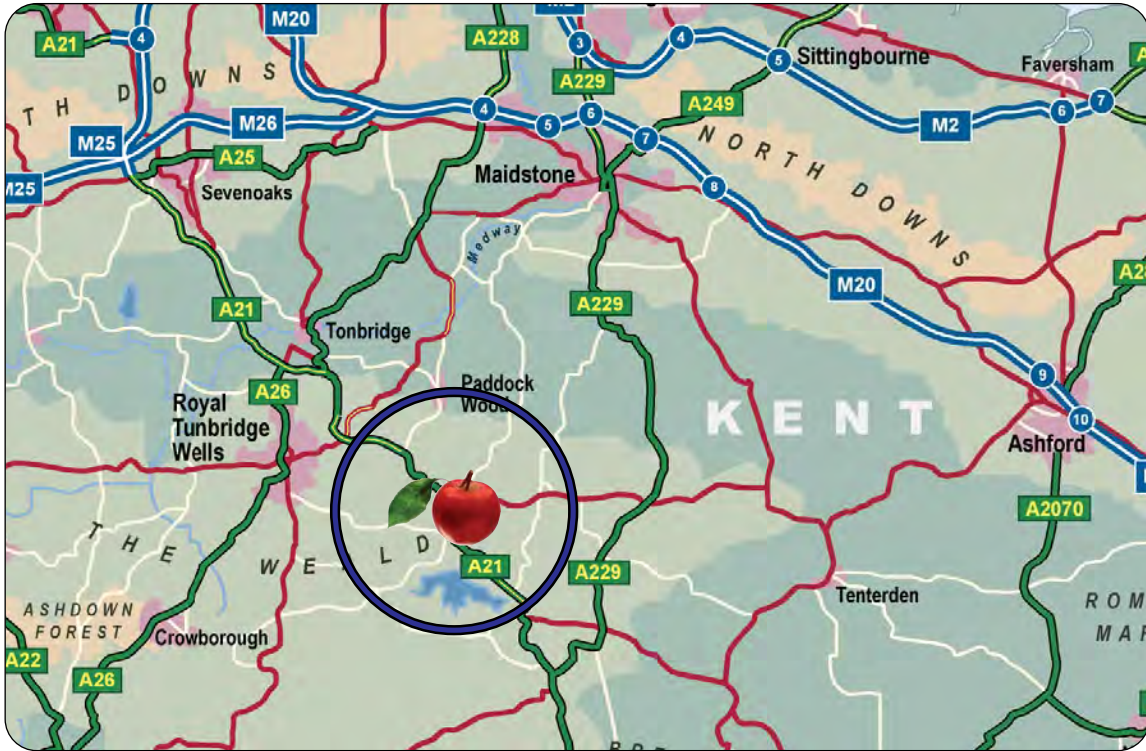 M20
A228
A21
4
3
4
5
Sittingbourne
Faversham
A229
A249
4
5
6
7
M2
6
7
M26
M25
A25
M25
Sevenoaks
Maidstone
NORTH DOWNS
8
Medway
A21
A229
M20
Tonbridge
Paddock
Wood
A26
Royal
Tunbridge
Wells
KENT
9
10
Ashford
A2070
THE WEALD
A21
A229
Tenterden
ASHDOWN
FOREST
Crowborough
A22
A26